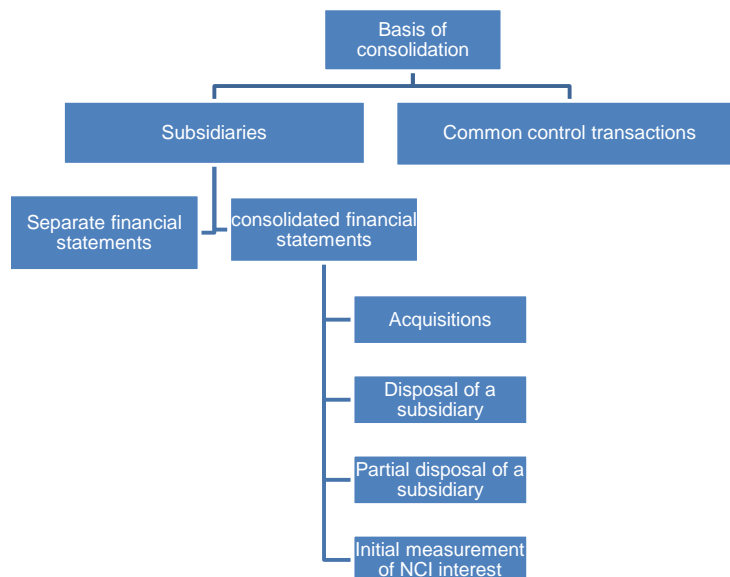 Basis of
consolidation
Subsidiaries
Common control transactions
Separate financial
statements
consolidated financial
statements
Acquisitions
Disposal of a
subsidiary
Partial disposal of a
subsidiary
Initial measurement
of NCI interest